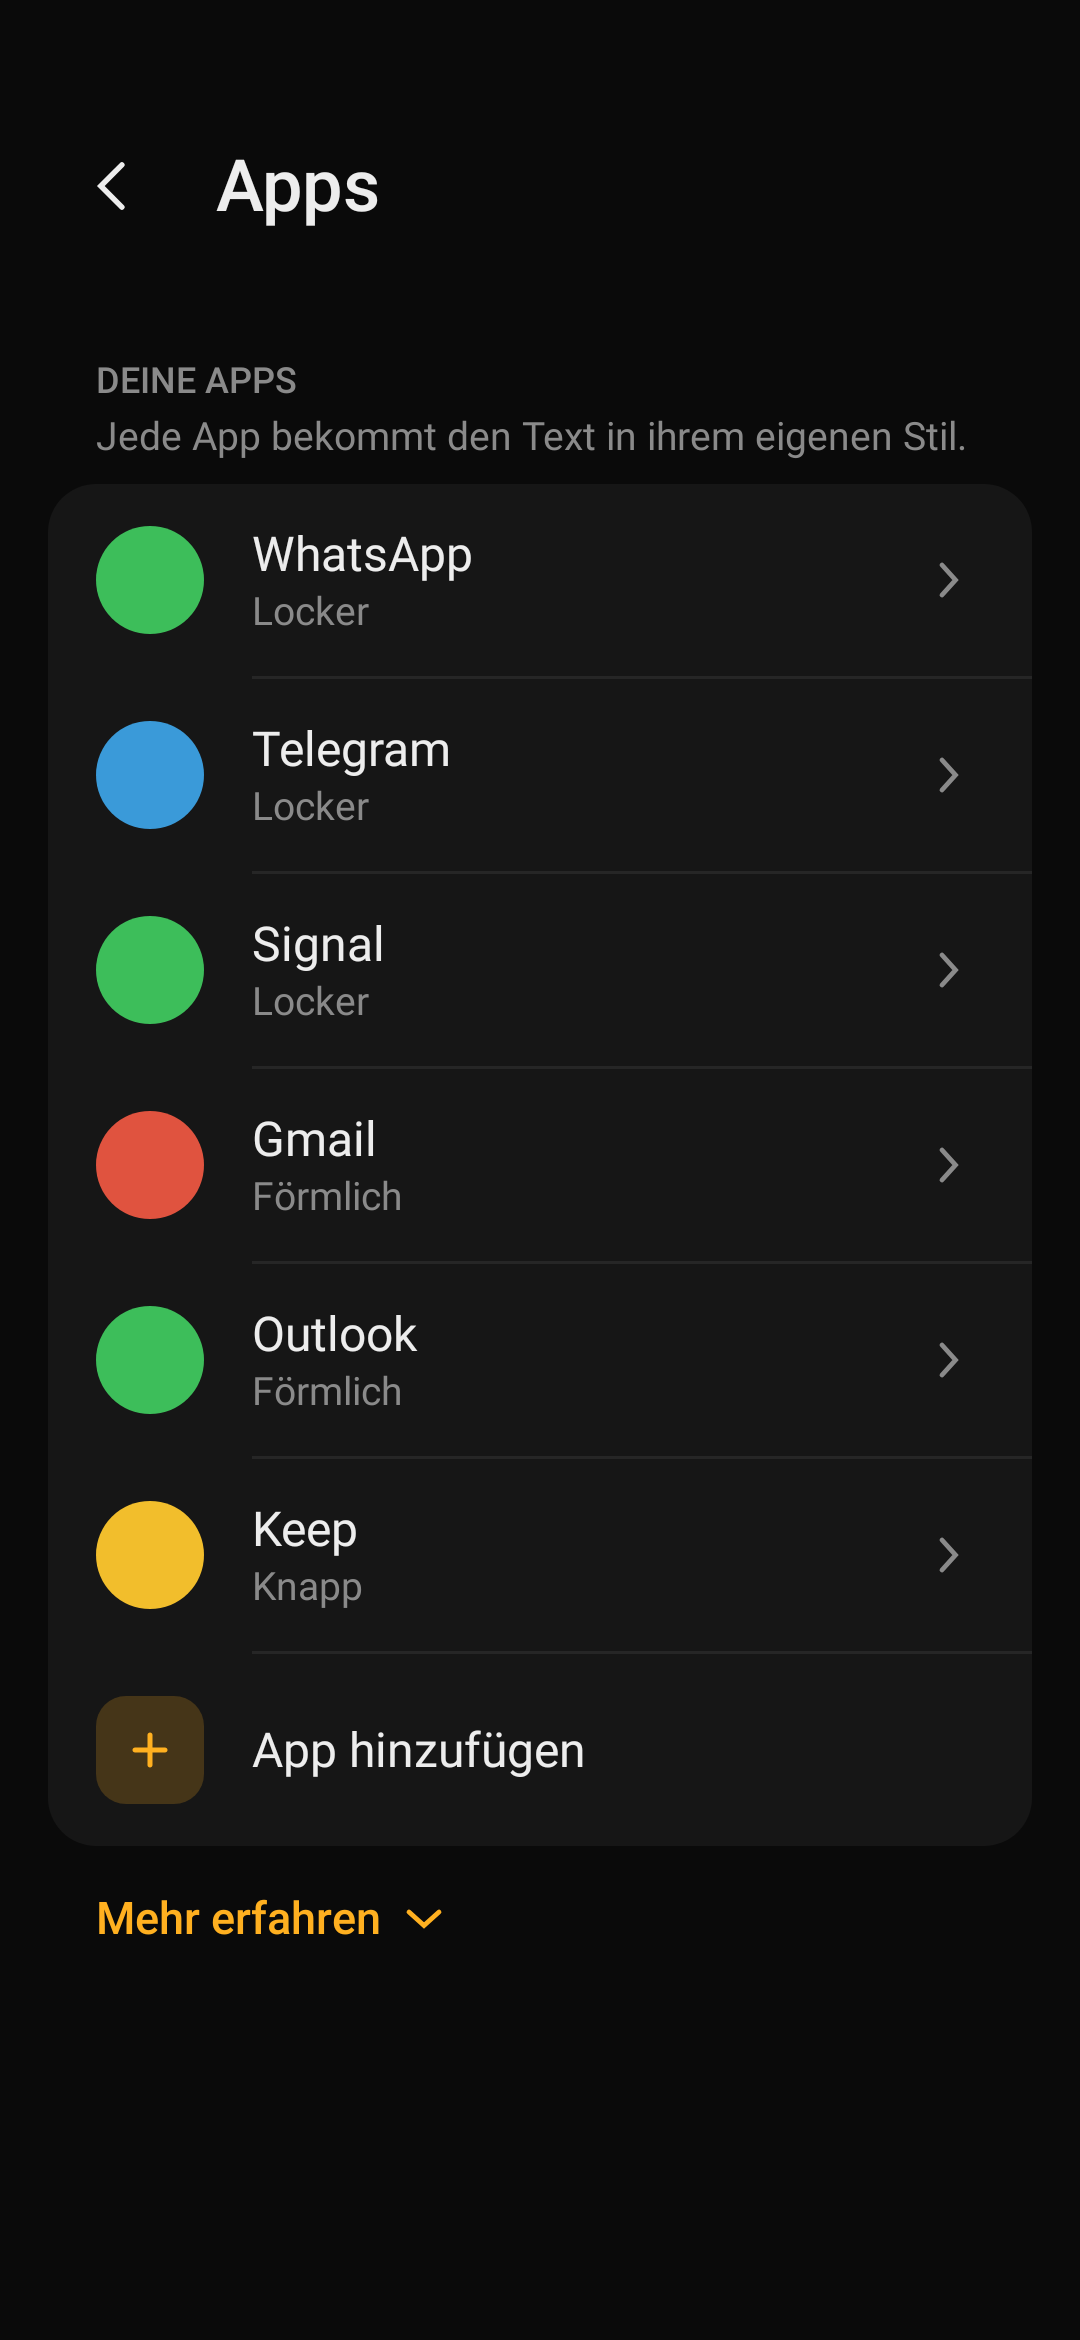 Apps
DEINE APPS
Jede App bekommt den Text in ihrem eigenen Stil.
WhatsApp
Locker
Telegram
Locker
Signal
Locker
Gmail
Förmlich
Outlook
Förmlich
Keep
Knapp
App hinzufügen
Mehr erfahren